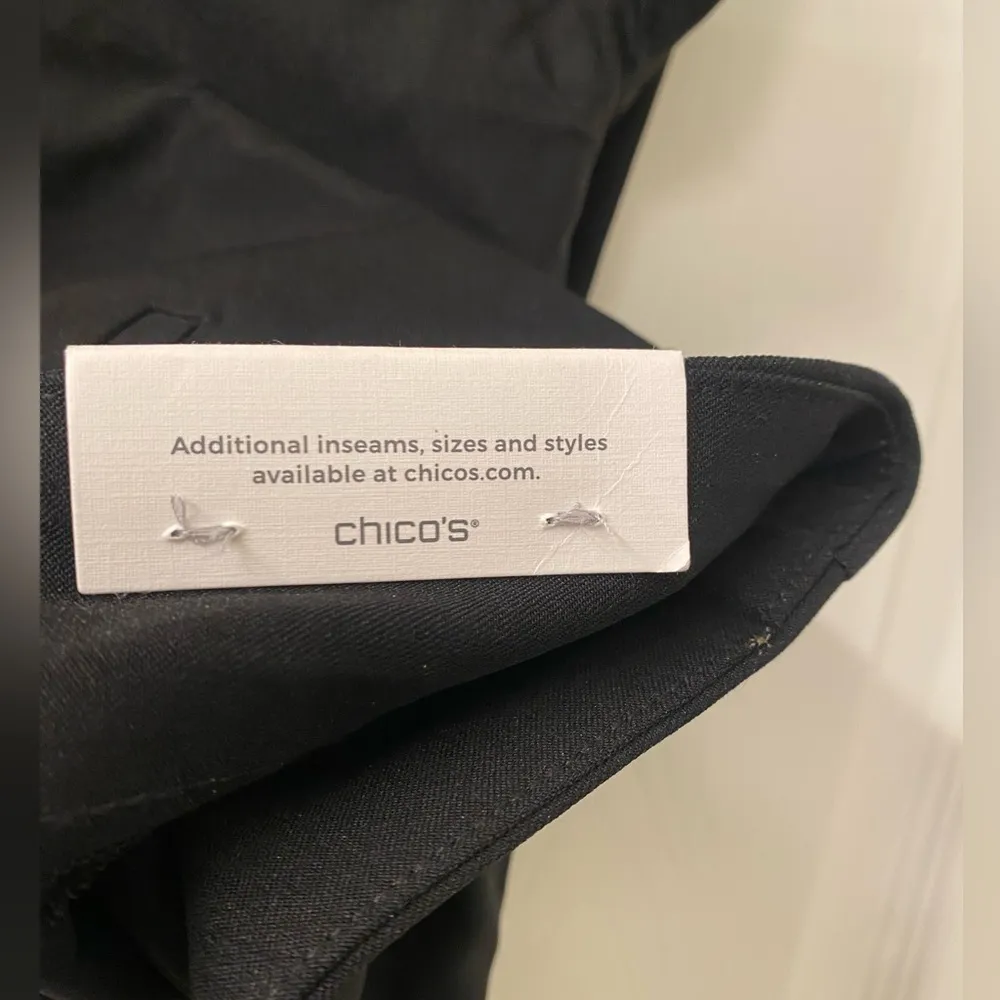 Additional inseams, sizes and styles
available at chicos.com.
chico's®